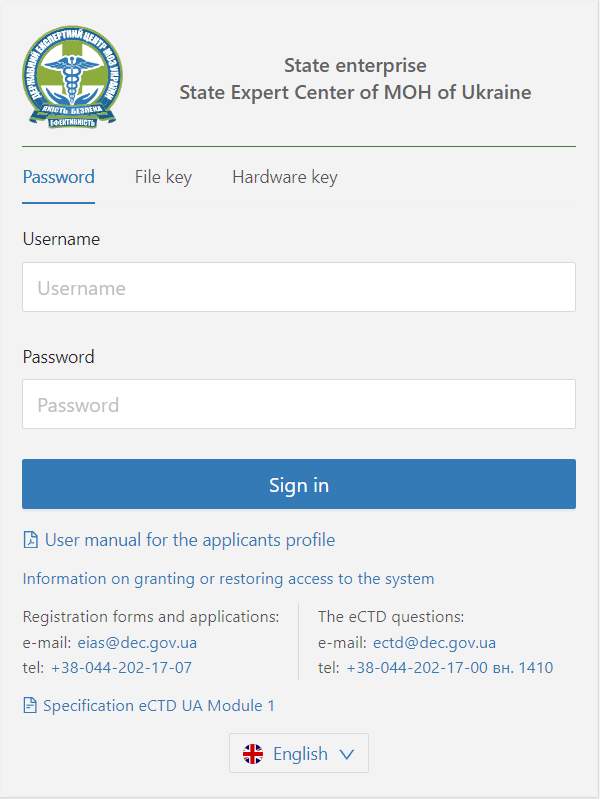 ДЕРЖАВНИЙ ЕКСПЕРТНИЙ ЦЕНТР МОЗ УКРАЇНИ
ЯКІСТЬ БЕЗПЕКА
ЕФЕКТИВНІСТЬ
State enterprise
State Expert Center of MOH of Ukraine
Password File key Hardware key
Username
Username
Password
Password
Sign in
User manual for the applicants profile
Information on granting or restoring access to the system
Registration forms and applications:
e-mail: eias@dec.gov.ua
tel: +38-044-202-17-07
The eCTD questions:
e-mail: ectd@dec.gov.ua
tel: +38-044-202-17-00 вн. 1410
Specification eCTD UA Module 1
English